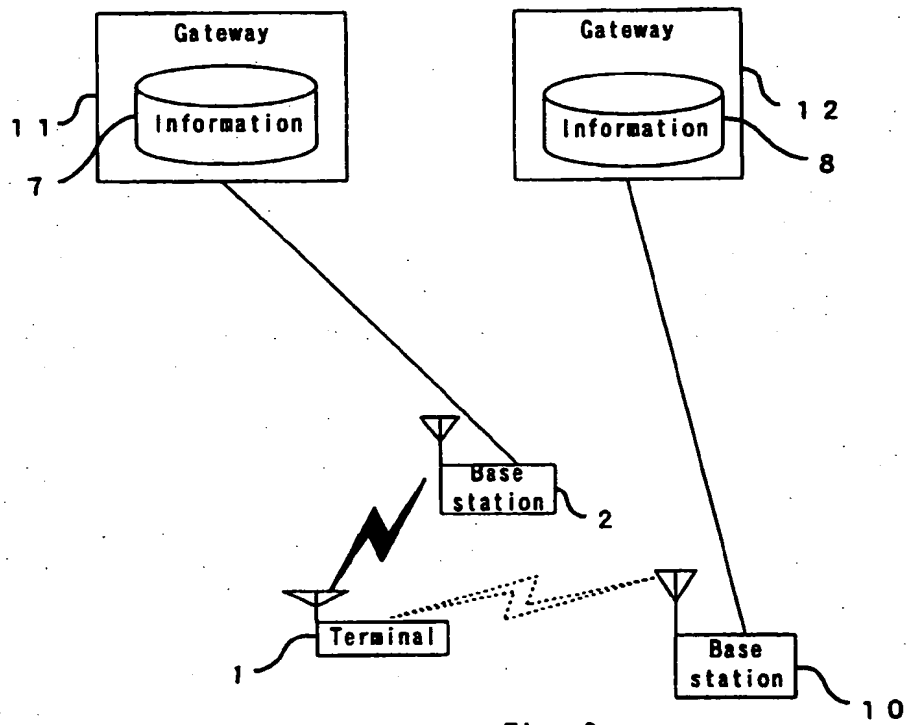 Gateway
Gateway
Information
Information
11
12
7
8
Base
station
2
Terminal
1
Base
station
10